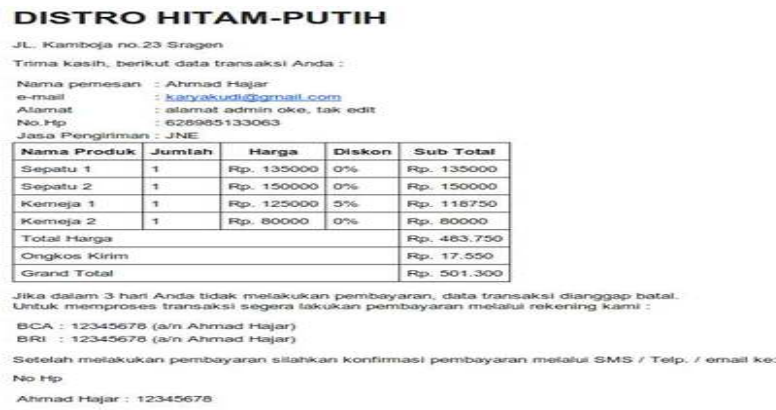 DISTRO HITAM-PUTIH
JL. Kamboja no.23 Sragen
Trima kasih, berikut data transaksi Anda :
Nama pemesan : Ahmad Hajar
e-mail : karyakudi@gmail.com
Alamat : alamat admin oke, tak edit
No.Hp : 628985133063
Jasa Pengiriman : JNE
Nama Produk Jumlah Harga Diskon Sub Total
Sepatu 1 1 Rp. 135000 0% Rp. 135000
Sepatu 2 1 Rp. 150000 0% Rp. 150000
Kemeja 1 1 Rp. 125000 5% Rp. 118750
Kemeja 2 1 Rp. 80000 0% Rp. 80000
Total Harga Rp. 483.750
Ongkos Kirim Rp. 17.550
Grand Total Rp. 501.300
Jika dalam 3 hari Anda tidak melakukan pembayaran, data transaksi dianggap batal.
Untuk memproses transaksi segera lakukan pembayaran melalui rekening kami :
BCA : 12345678 (a/n Ahmad Hajar)
BRI : 12345678 (a/n Ahmad Hajar)
Setelah melakukan pembayaran silahkan konfirmasi pembayaran melalui SMS / Telp. / email ke:
No Hp
Ahmad Hajar : 12345678